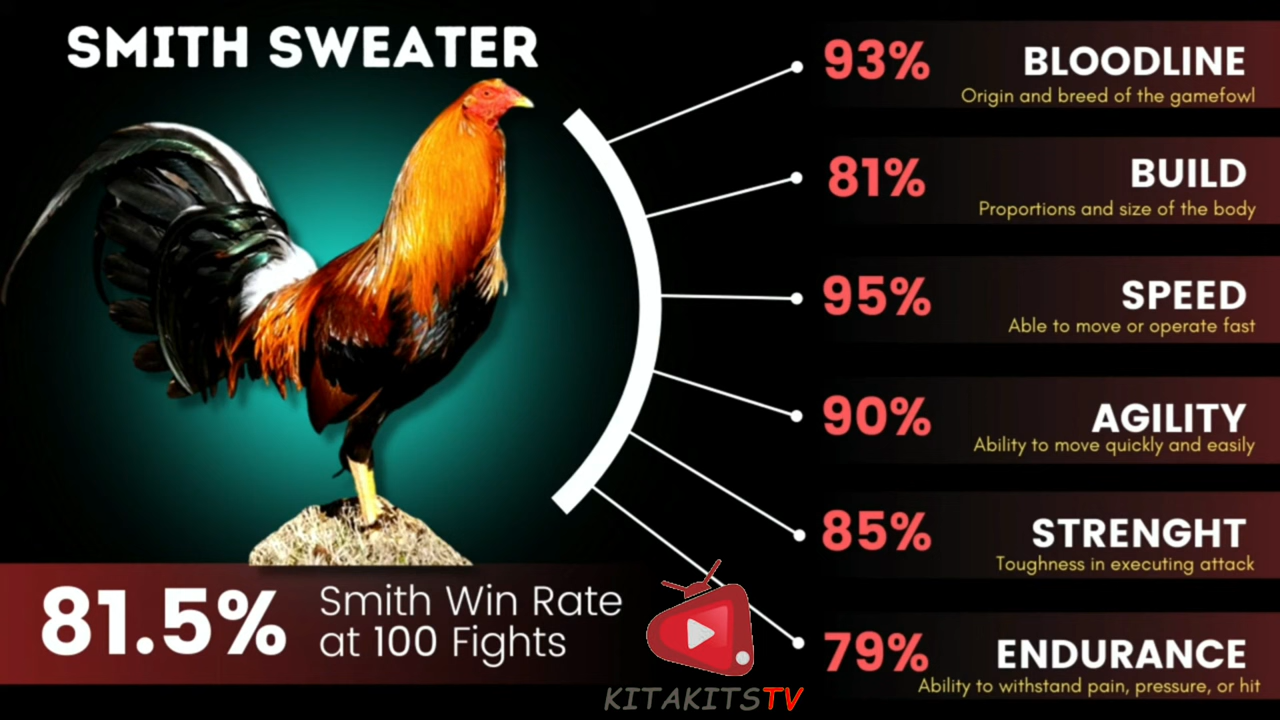 SMITH SWEATER
93%
BLOODLINE
Origin and breed of the gamefowl
81%
BUILD
Proportions and size of the body
95%
SPEED
Able to move or operate fast
90%
AGILITY
Ability to move quickly and easily
85%
STRENGHT
Toughness in executing attack
79%
ENDURANCE
Ability to withstand pain, pressure, or hit
81.5%
Smith Win Rate
at 100 Fights
KITAKITSTV